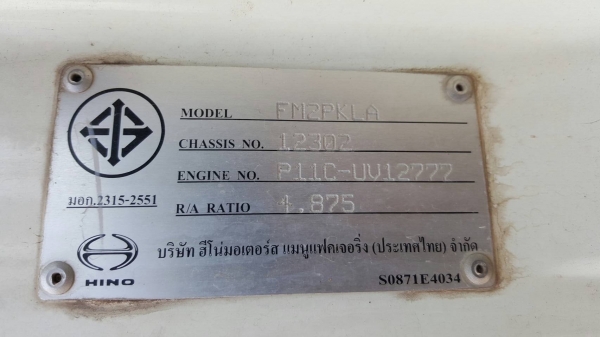 MODEL FM2PKLA
CHASSIS NO. 12302
ENGINE NO. P11C-UV12777
มอก.2315-2551
R/A RATIO 4.875
HINO
บริษัท ฮีโน่มอเตอร์ส แมนูแฟคเจอริ่ง (ประเทศไทย) จำกัด
S0871E4034